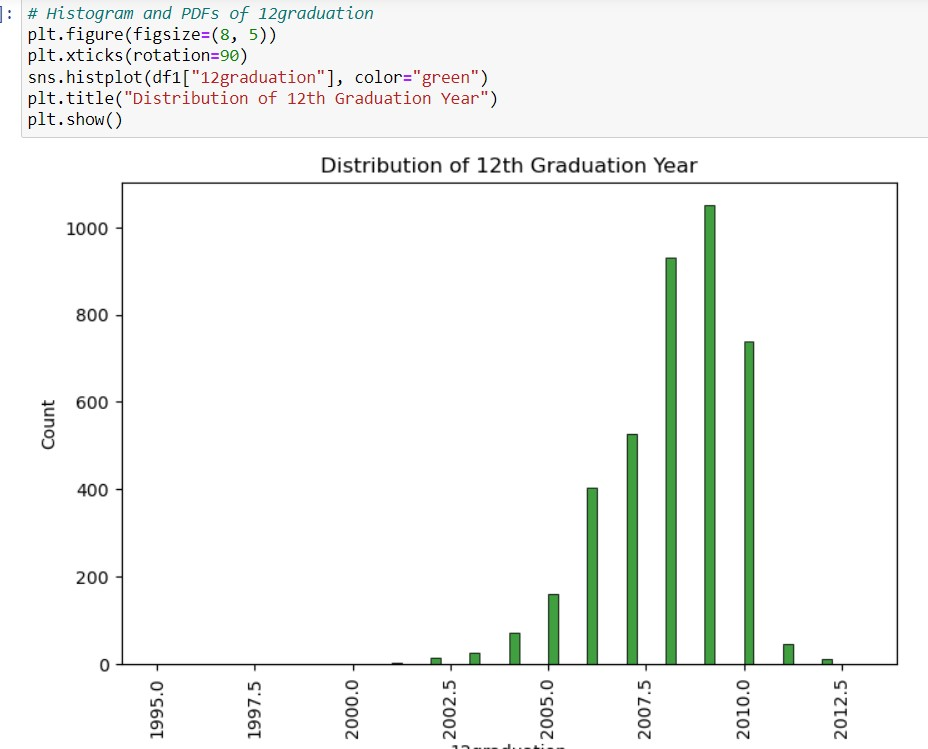 ]:
# Histogram and PDFs of 12graduation
plt.figure(figsize=(8, 5))
plt.xticks(rotation=90)
sns.histplot(df1["12graduation"], color="green")
plt.title("Distribution of 12th Graduation Year")
plt.show()
Distribution of 12th Graduation Year
1000
800
600
400
200
0
Count
1995.0
1997.5
2000.0
2002.5
2005.0
2007.5
2010.0
2012.5
12graduation